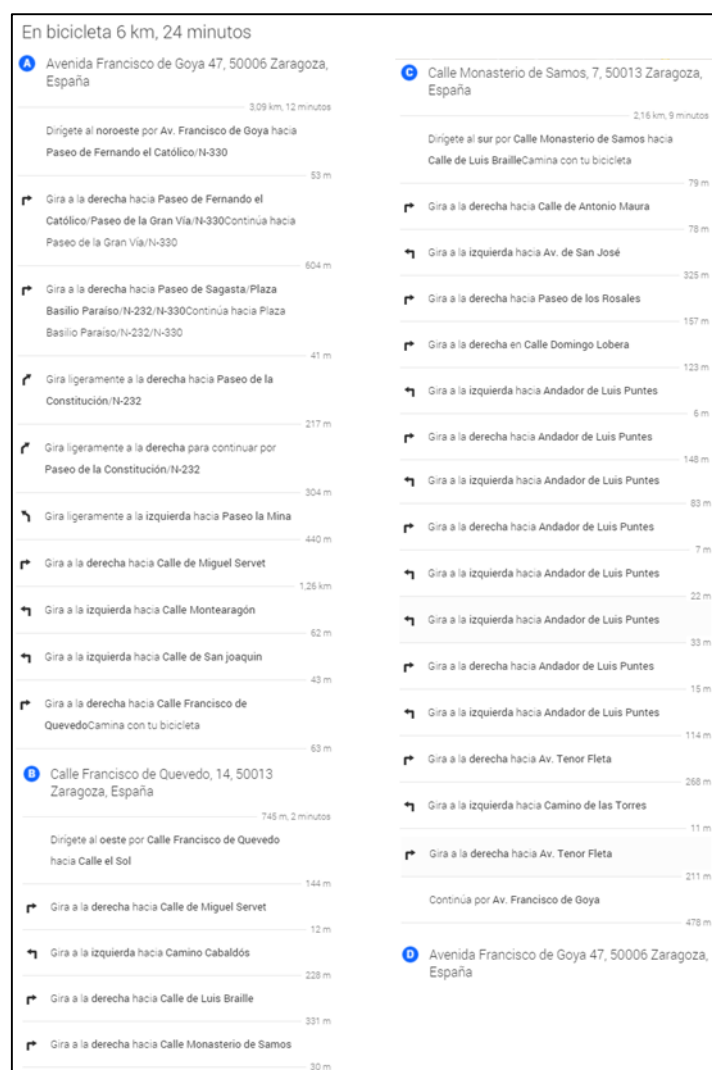 En bicicleta 6 km, 24 minutos
A
Avenida Francisco de Goya 47, 50006 Zaragoza,
España
3,09 km, 12 minutos
Dirígete al noroeste por Av. Francisco de Goya hacia
Paseo de Fernando el Católico/N-330
53 m
Gira a la derecha hacia Paseo de Fernando el
Católico/Paseo de la Gran Vía/N-330Continúa hacia
Paseo de la Gran Vía/N-330
604 m
Gira a la derecha hacia Paseo de Sagasta/Plaza
Basilio Paraíso/N-232/N-330Continúa hacia Plaza
Basilio Paraíso/N-232/N-330
41 m
Gira ligeramente a la derecha hacia Paseo de la
Constitución/N-232
217 m
Gira ligeramente a la derecha para continuar por
Paseo de la Constitución/N-232
304 m
Gira ligeramente a la izquierda hacia Paseo la Mina
440 m
Gira a la derecha hacia Calle de Miguel Servet
1,26 km
Gira a la izquierda hacia Calle Montearagón
62 m
Gira a la izquierda hacia Calle de San joaquin
43 m
Gira a la derecha hacia Calle Francisco de
QuevedoCamina con tu bicicleta
63 m
B
Calle Francisco de Quevedo, 14, 50013
Zaragoza, España
745 m, 2 minutos
Dirígete al oeste por Calle Francisco de Quevedo
hacia Calle el Sol
144 m
Gira a la derecha hacia Calle de Miguel Servet
12 m
Gira a la izquierda hacia Camino Cabaldós
228 m
Gira a la derecha hacia Calle de Luis Braille
331 m
Gira a la derecha hacia Calle Monasterio de Samos
30 m
C
Calle Monasterio de Samos, 7, 50013 Zaragoza,
España
2,16 km, 9 minutos
Dirígete al sur por Calle Monasterio de Samos hacia
Calle de Luis BrailleCamina con tu bicicleta
79 m
Gira a la derecha hacia Calle de Antonio Maura
78 m
Gira a la izquierda hacia Av. de San José
325 m
Gira a la derecha hacia Paseo de los Rosales
157 m
Gira a la derecha en Calle Domingo Lobera
123 m
Gira a la izquierda hacia Andador de Luis Puntes
6 m
Gira a la derecha hacia Andador de Luis Puntes
148 m
Gira a la izquierda hacia Andador de Luis Puntes
83 m
Gira a la derecha hacia Andador de Luis Puntes
7 m
Gira a la izquierda hacia Andador de Luis Puntes
22 m
Gira a la izquierda hacia Andador de Luis Puntes
33 m
Gira a la derecha hacia Andador de Luis Puntes
15 m
Gira a la izquierda hacia Andador de Luis Puntes
114 m
Gira a la derecha hacia Av. Tenor Fleta
268 m
Gira a la izquierda hacia Camino de las Torres
11 m
Gira a la derecha hacia Av. Tenor Fleta
211 m
Continúa por Av. Francisco de Goya
478 m
D
Avenida Francisco de Goya 47, 50006 Zaragoza,
España